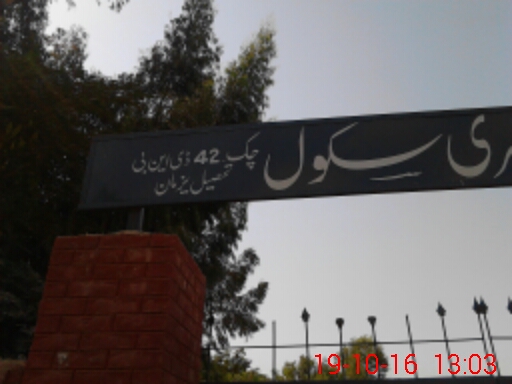 ری سکول
چک 42 ڈی این بی
تحصیل یزمان
19-10-16 13:03